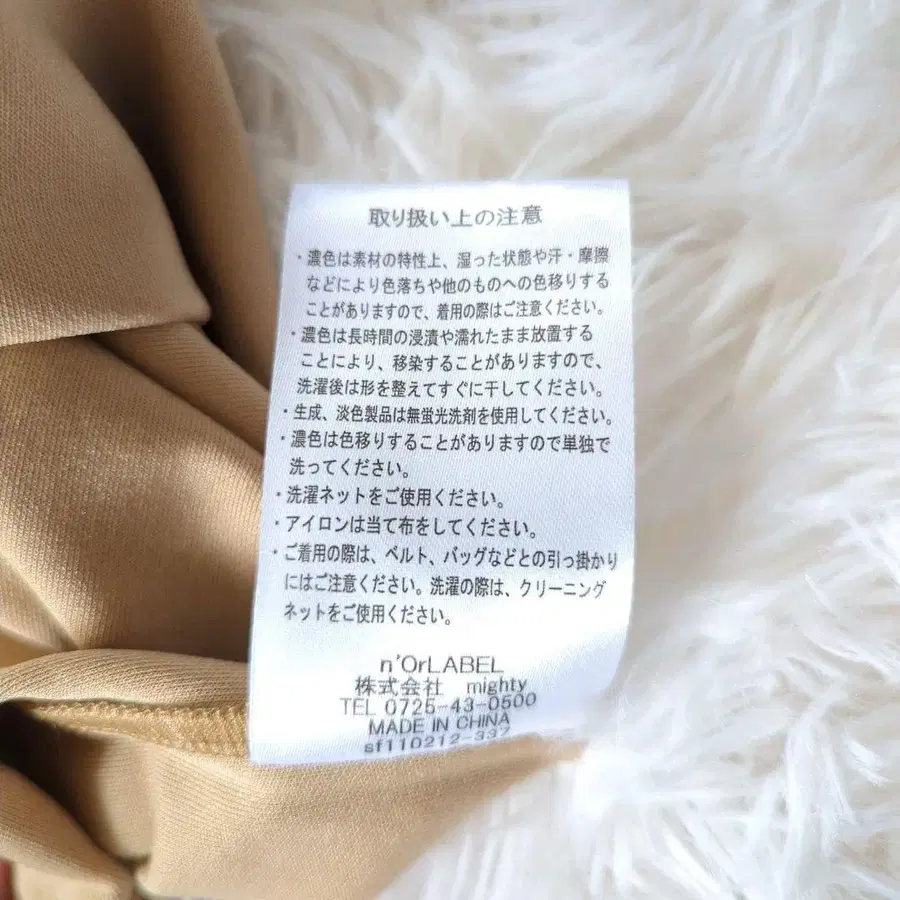 取り扱い上の注意
・濃色は素材の特性上、湿った状態や汗・摩擦
などにより色落ちや他のものへの色移りする
ことがありますので、着用の際はご注意ください。
・濃色は長時間の浸漬や濡れたまま放置する
ことにより、移染することがありますので、
洗濯後は形を整えてすぐに干してください。
・生成、淡色製品は無蛍光洗剤を使用してください。
・濃色は色移りすることがありますので単独で
洗ってください。
・洗濯ネットをご使用ください。
・アイロンは当て布をしてください。
・ご着用の際は、ベルト、バッグなどとの引っ掛かり
にはご注意ください。洗濯の際は、クリーニング
ネットをご使用ください。
n'OrLABEL
株式会社 mighty
TEL 0725-43-0500
MADE IN CHINA
sf110212-337